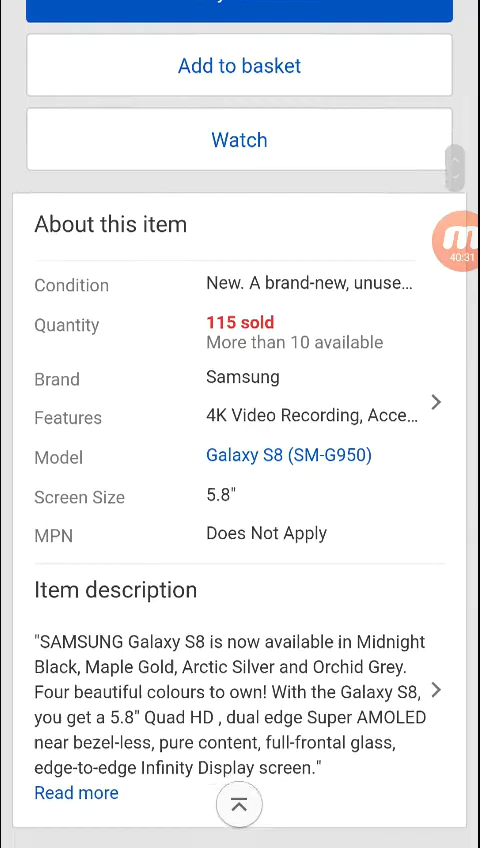 Add to basket
Watch
About this item
Condition New. A brand-new, unuse...
Quantity 115 sold
More than 10 available
Brand Samsung
Features 4K Video Recording, Acce...
Model Galaxy S8 (SM-G950)
Screen Size 5.8"
MPN Does Not Apply
Item description
"SAMSUNG Galaxy S8 is now available in Midnight
Black, Maple Gold, Arctic Silver and Orchid Grey.
Four beautiful colours to own! With the Galaxy S8,
you get a 5.8" Quad HD , dual edge Super AMOLED
near bezel-less, pure content, full-frontal glass,
edge-to-edge Infinity Display screen."
Read more
m
40:31